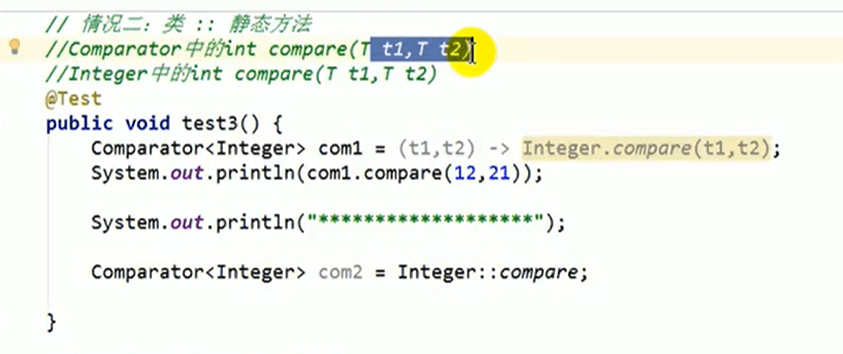 // 情况二：类 :: 静态方法
//Comparator中的int compare(T t1,T t2)
//Integer中的int compare(T t1,T t2)
@Test
public void test3() {
Comparator<Integer> com1 = (t1,t2) -> Integer.compare(t1,t2);
System.out.println(com1.compare(12,21));
System.out.println("*******************");
Comparator<Integer> com2 = Integer::compare;
}